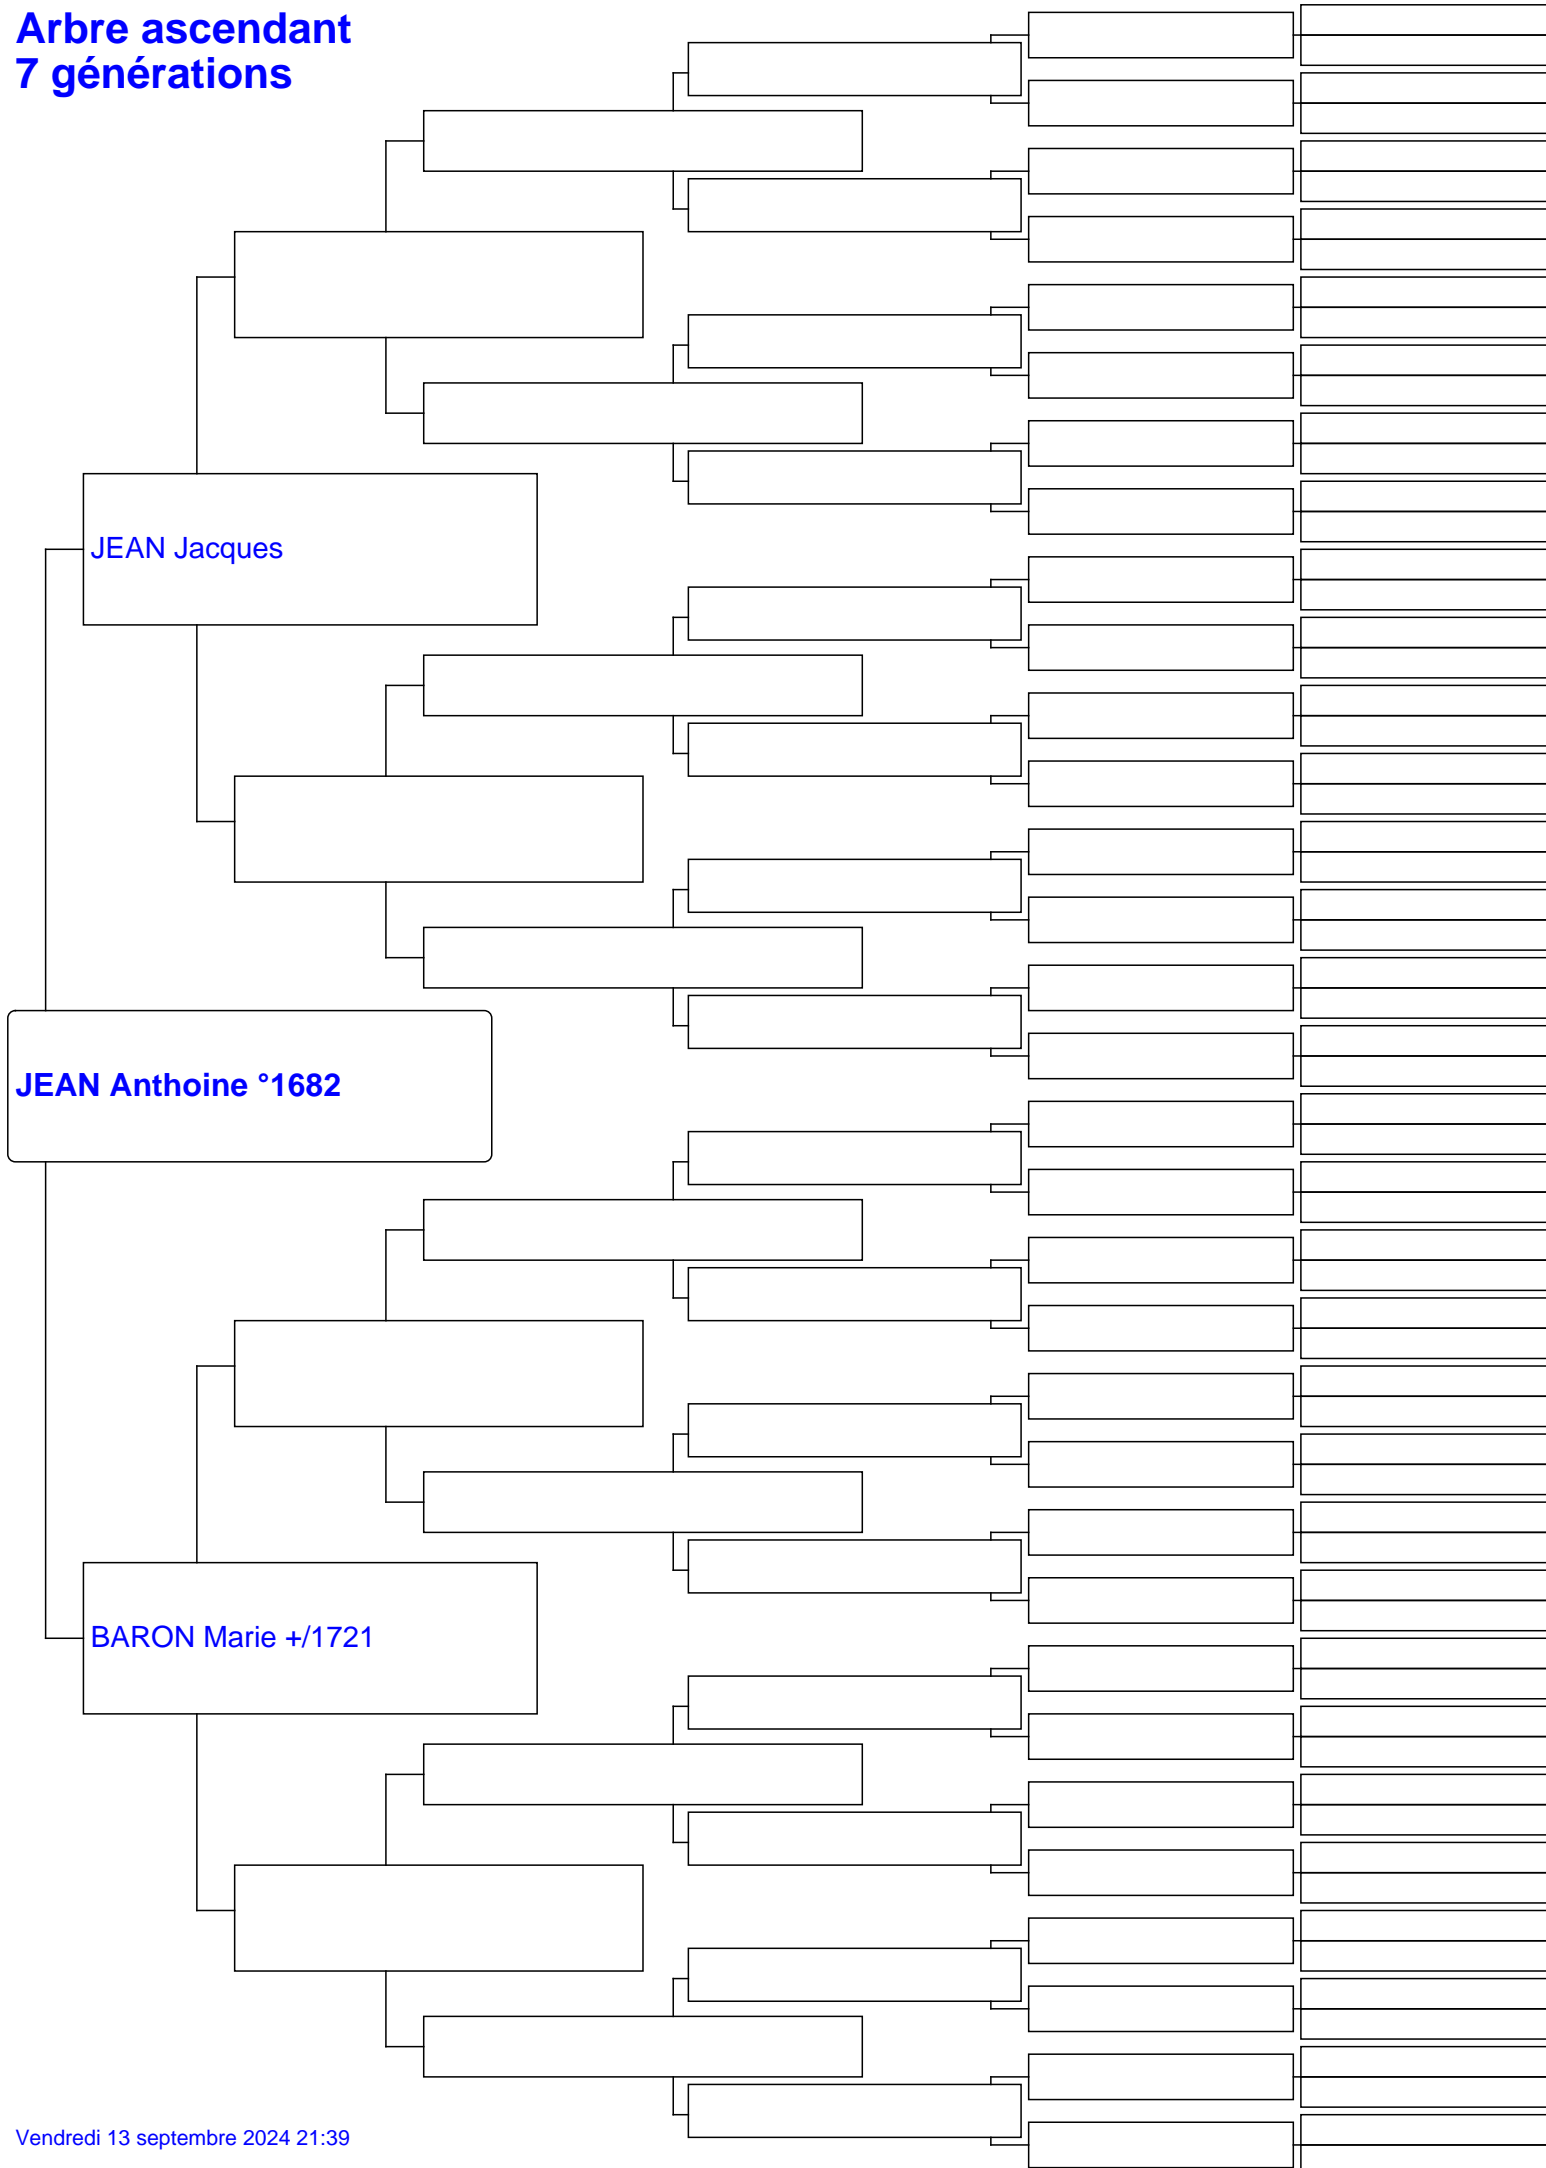 Arbre ascendant
7 générations
JEAN Jacques
JEAN Anthoine °1682
BARON Marie +/1721
Vendredi 13 septembre 2024 21:39